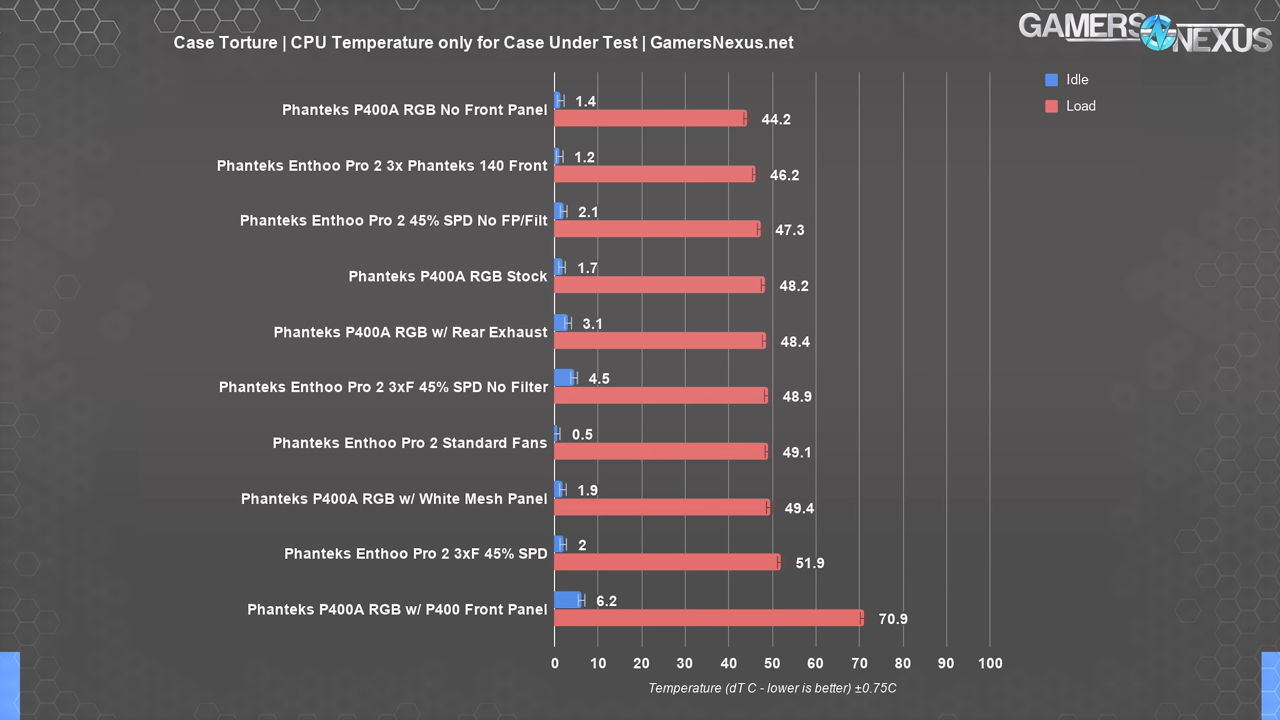 Case Torture | CPU Temperature only for Case Under Test | GamersNexus.net
GAMERS NEXUS
Idle
Load
Phanteks P400A RGB No Front Panel
1.4
44.2
Phanteks Enthoo Pro 2 3x Phanteks 140 Front
1.2
46.2
Phanteks Enthoo Pro 2 45% SPD No FP/Filt
2.1
47.3
Phanteks P400A RGB Stock
1.7
48.2
Phanteks P400A RGB w/ Rear Exhaust
3.1
48.4
Phanteks Enthoo Pro 2 3xF 45% SPD No Filter
4.5
48.9
Phanteks Enthoo Pro 2 Standard Fans
0.5
49.1
Phanteks P400A RGB w/ White Mesh Panel
1.9
49.4
Phanteks Enthoo Pro 2 3xF 45% SPD
2
51.9
Phanteks P400A RGB w/ P400 Front Panel
6.2
70.9
0 10 20 30 40 50 60 70 80 90 100
Temperature (dT C - lower is better) ±0.75C